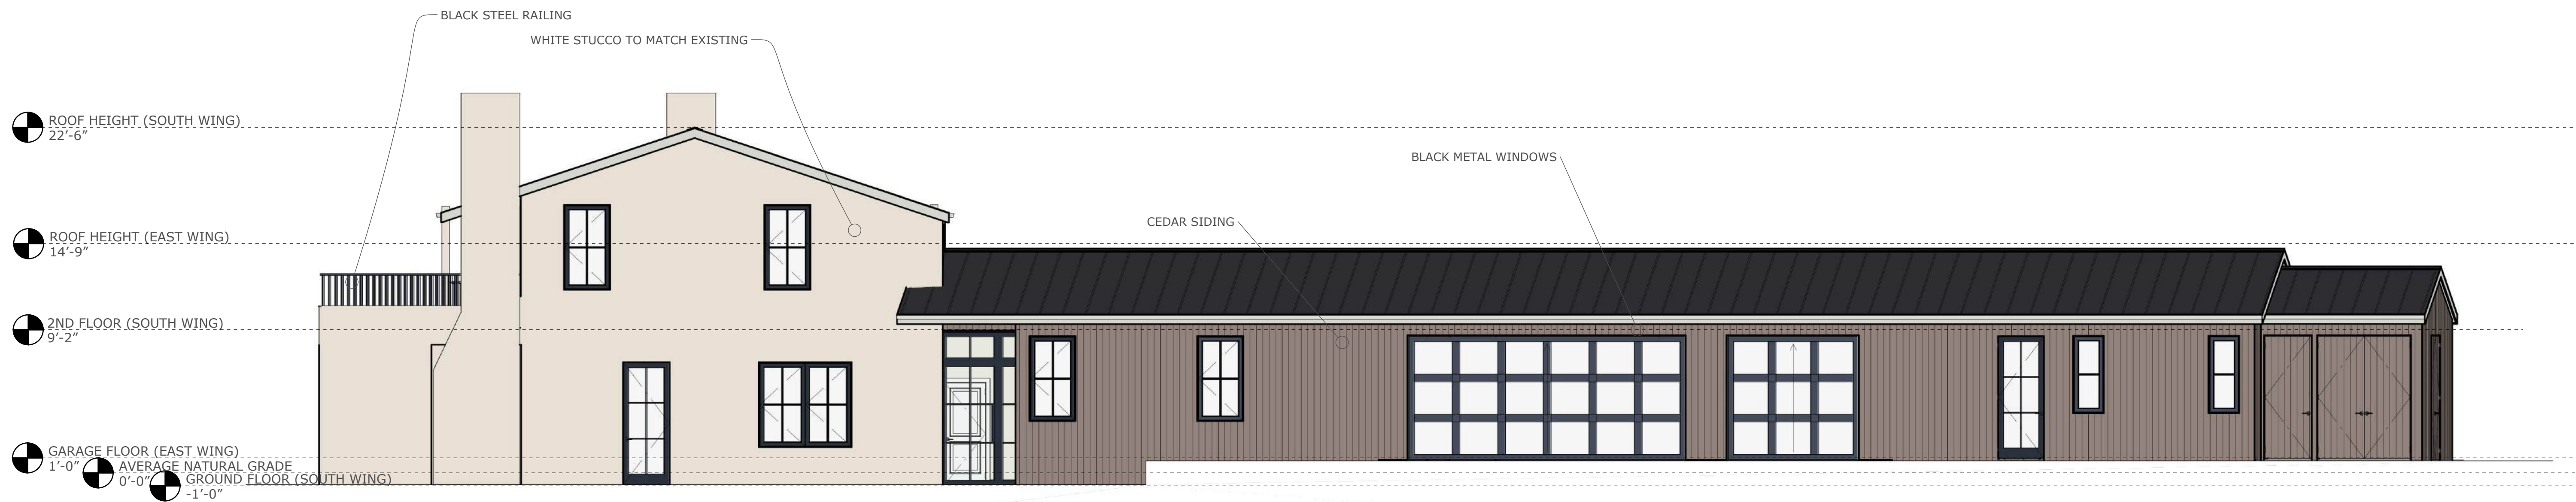 BLACK STEEL RAILING
WHITE STUCCO TO MATCH EXISTING
ROOF HEIGHT (SOUTH WING)
22’-6”
BLACK METAL WINDOWS
CEDAR SIDING
ROOF HEIGHT (EAST WING)
14’-9”
2ND FLOOR (SOUTH WING)
9’-2”
GARAGE FLOOR (EAST WING)
1’-0”
AVERAGE NATURAL GRADE
0’-0”
GROUND FLOOR (SOUTH WING)
-1’-0”